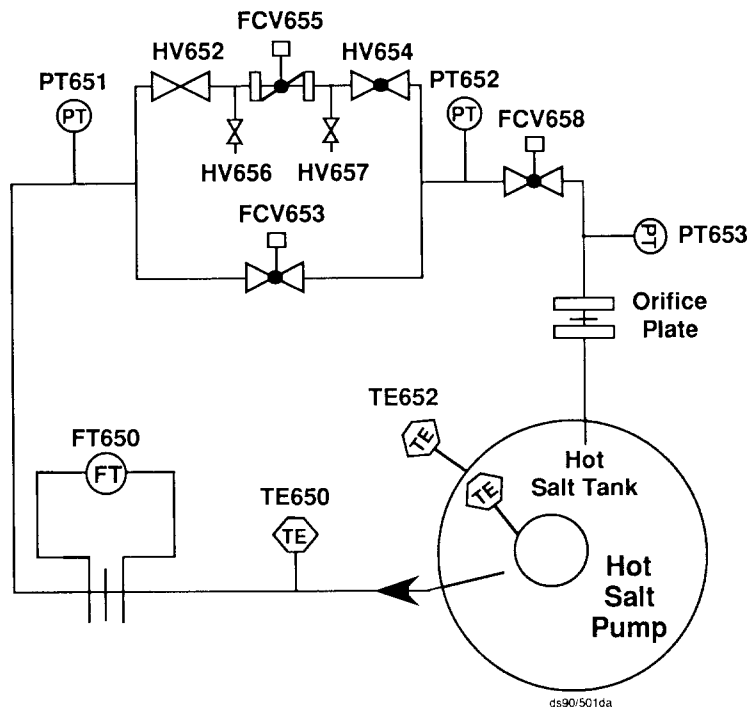 FCV655
HV652
HV654
PT651
PT652
PT
PT
FCV658
HV656
HV657
FCV653
PT
PT653
Orifice
Plate
TE652
FT650
TE
Hot
Salt Tank
FT
TE650
TE
TE
Hot
Salt
Pump
ds90/501da